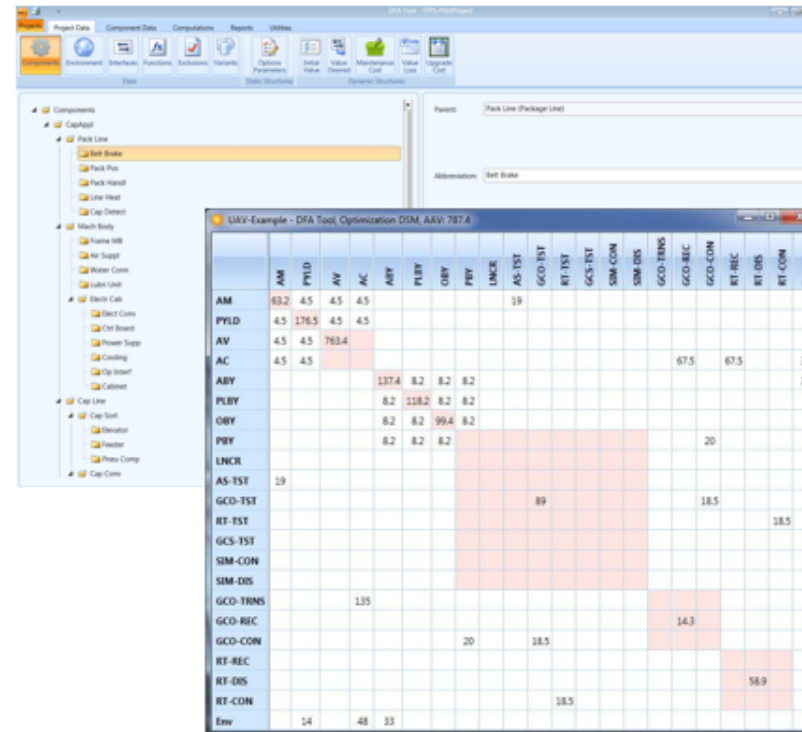 DFA Tool - TPPS-PilotProject
Projects Project Data Component Data Computations Reports Utilities
Components Environment Interfaces Functions Exclusions Variants Options Parameters Initial Value Value Desired Maintenance Cost Value Loss Upgrade Cost
Data Static Structures Dynamic Structures
Components
CapAppl
Pack Line
Belt Brake
Pack Pos
Pack Handl
Line Heat
Cap Detect
Mach Body
Frame MB
Air Suppl
Water Conn
Lubri Unit
Electr Cab
Elect Conv
Ctrl Board
Power Supp
Cooling
Op Interf
Cabinet
Cap Line
Cap Sort
Elevator
Feeder
Pneu Comp
Cap Conv
Parent: Pack Line (Package Line)
Abbreviation: Belt Brake
UAV-Example - DFA Tool, Optimization DSM, AAV: 787.4
AM PYLD AV AC ABY PLBY OBY PBY LNCR AS-TST GCO-TST RT-TST GCS-TST SIM-CON SIM-DIS GCO-TRNS GCO-REC GCO-CON RT-REC RT-DIS RT-CON
AM 63.2 4.5 4.5 4.5 19
PYLD 4.5 176.5 4.5 4.5
AV 4.5 4.5 763.4
AC 4.5 4.5 67.5 67.5
ABY 137.4 8.2 8.2 8.2
PLBY 8.2 118.2 8.2 8.2
OBY 8.2 8.2 99.4 8.2
PBY 8.2 8.2 8.2 20
LNCR
AS-TST 19
GCO-TST 89 18.5
RT-TST 18.5
GCS-TST
SIM-CON
SIM-DIS
GCO-TRNS 135
GCO-REC 14.3
GCO-CON 20 18.5
RT-REC
RT-DIS 58.9
RT-CON 18.5
Env 14 48 33